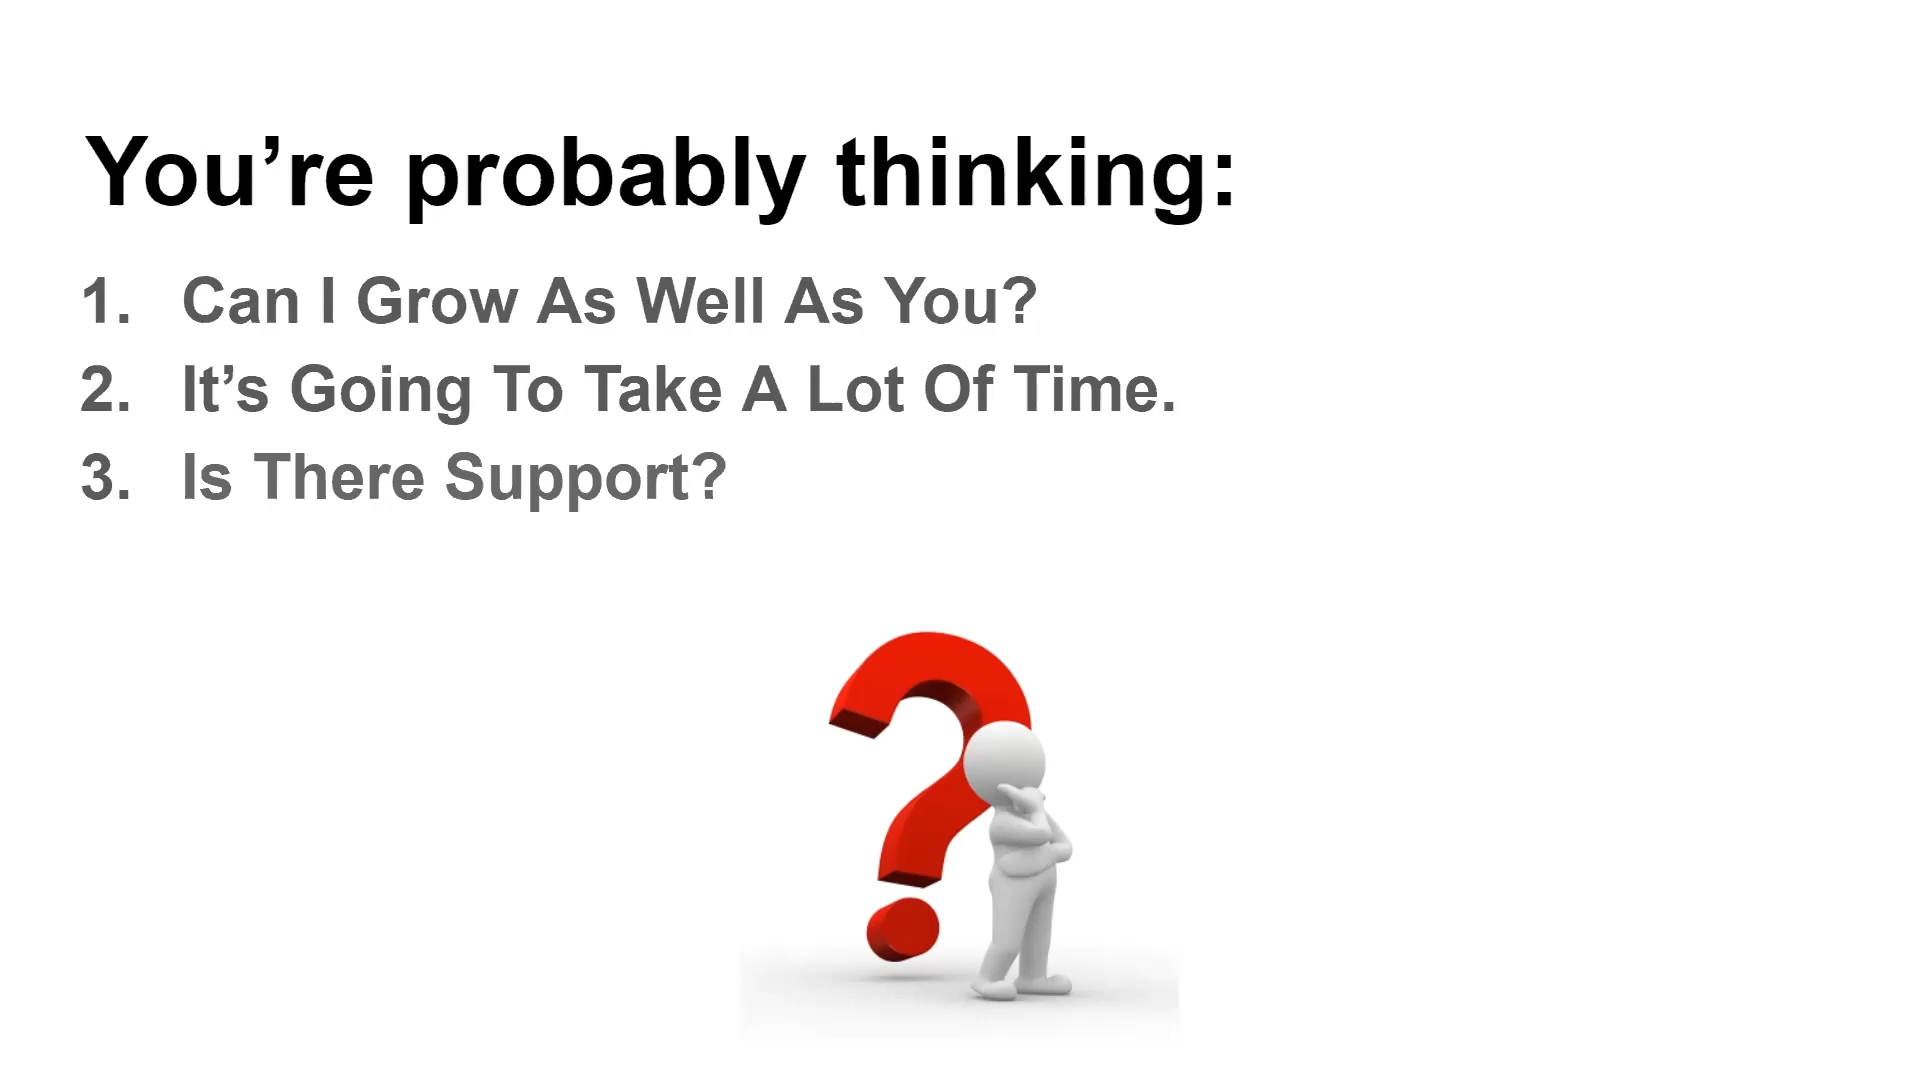 You’re probably thinking:
1. Can I Grow As Well As You?
2. It’s Going To Take A Lot Of Time.
3. Is There Support?